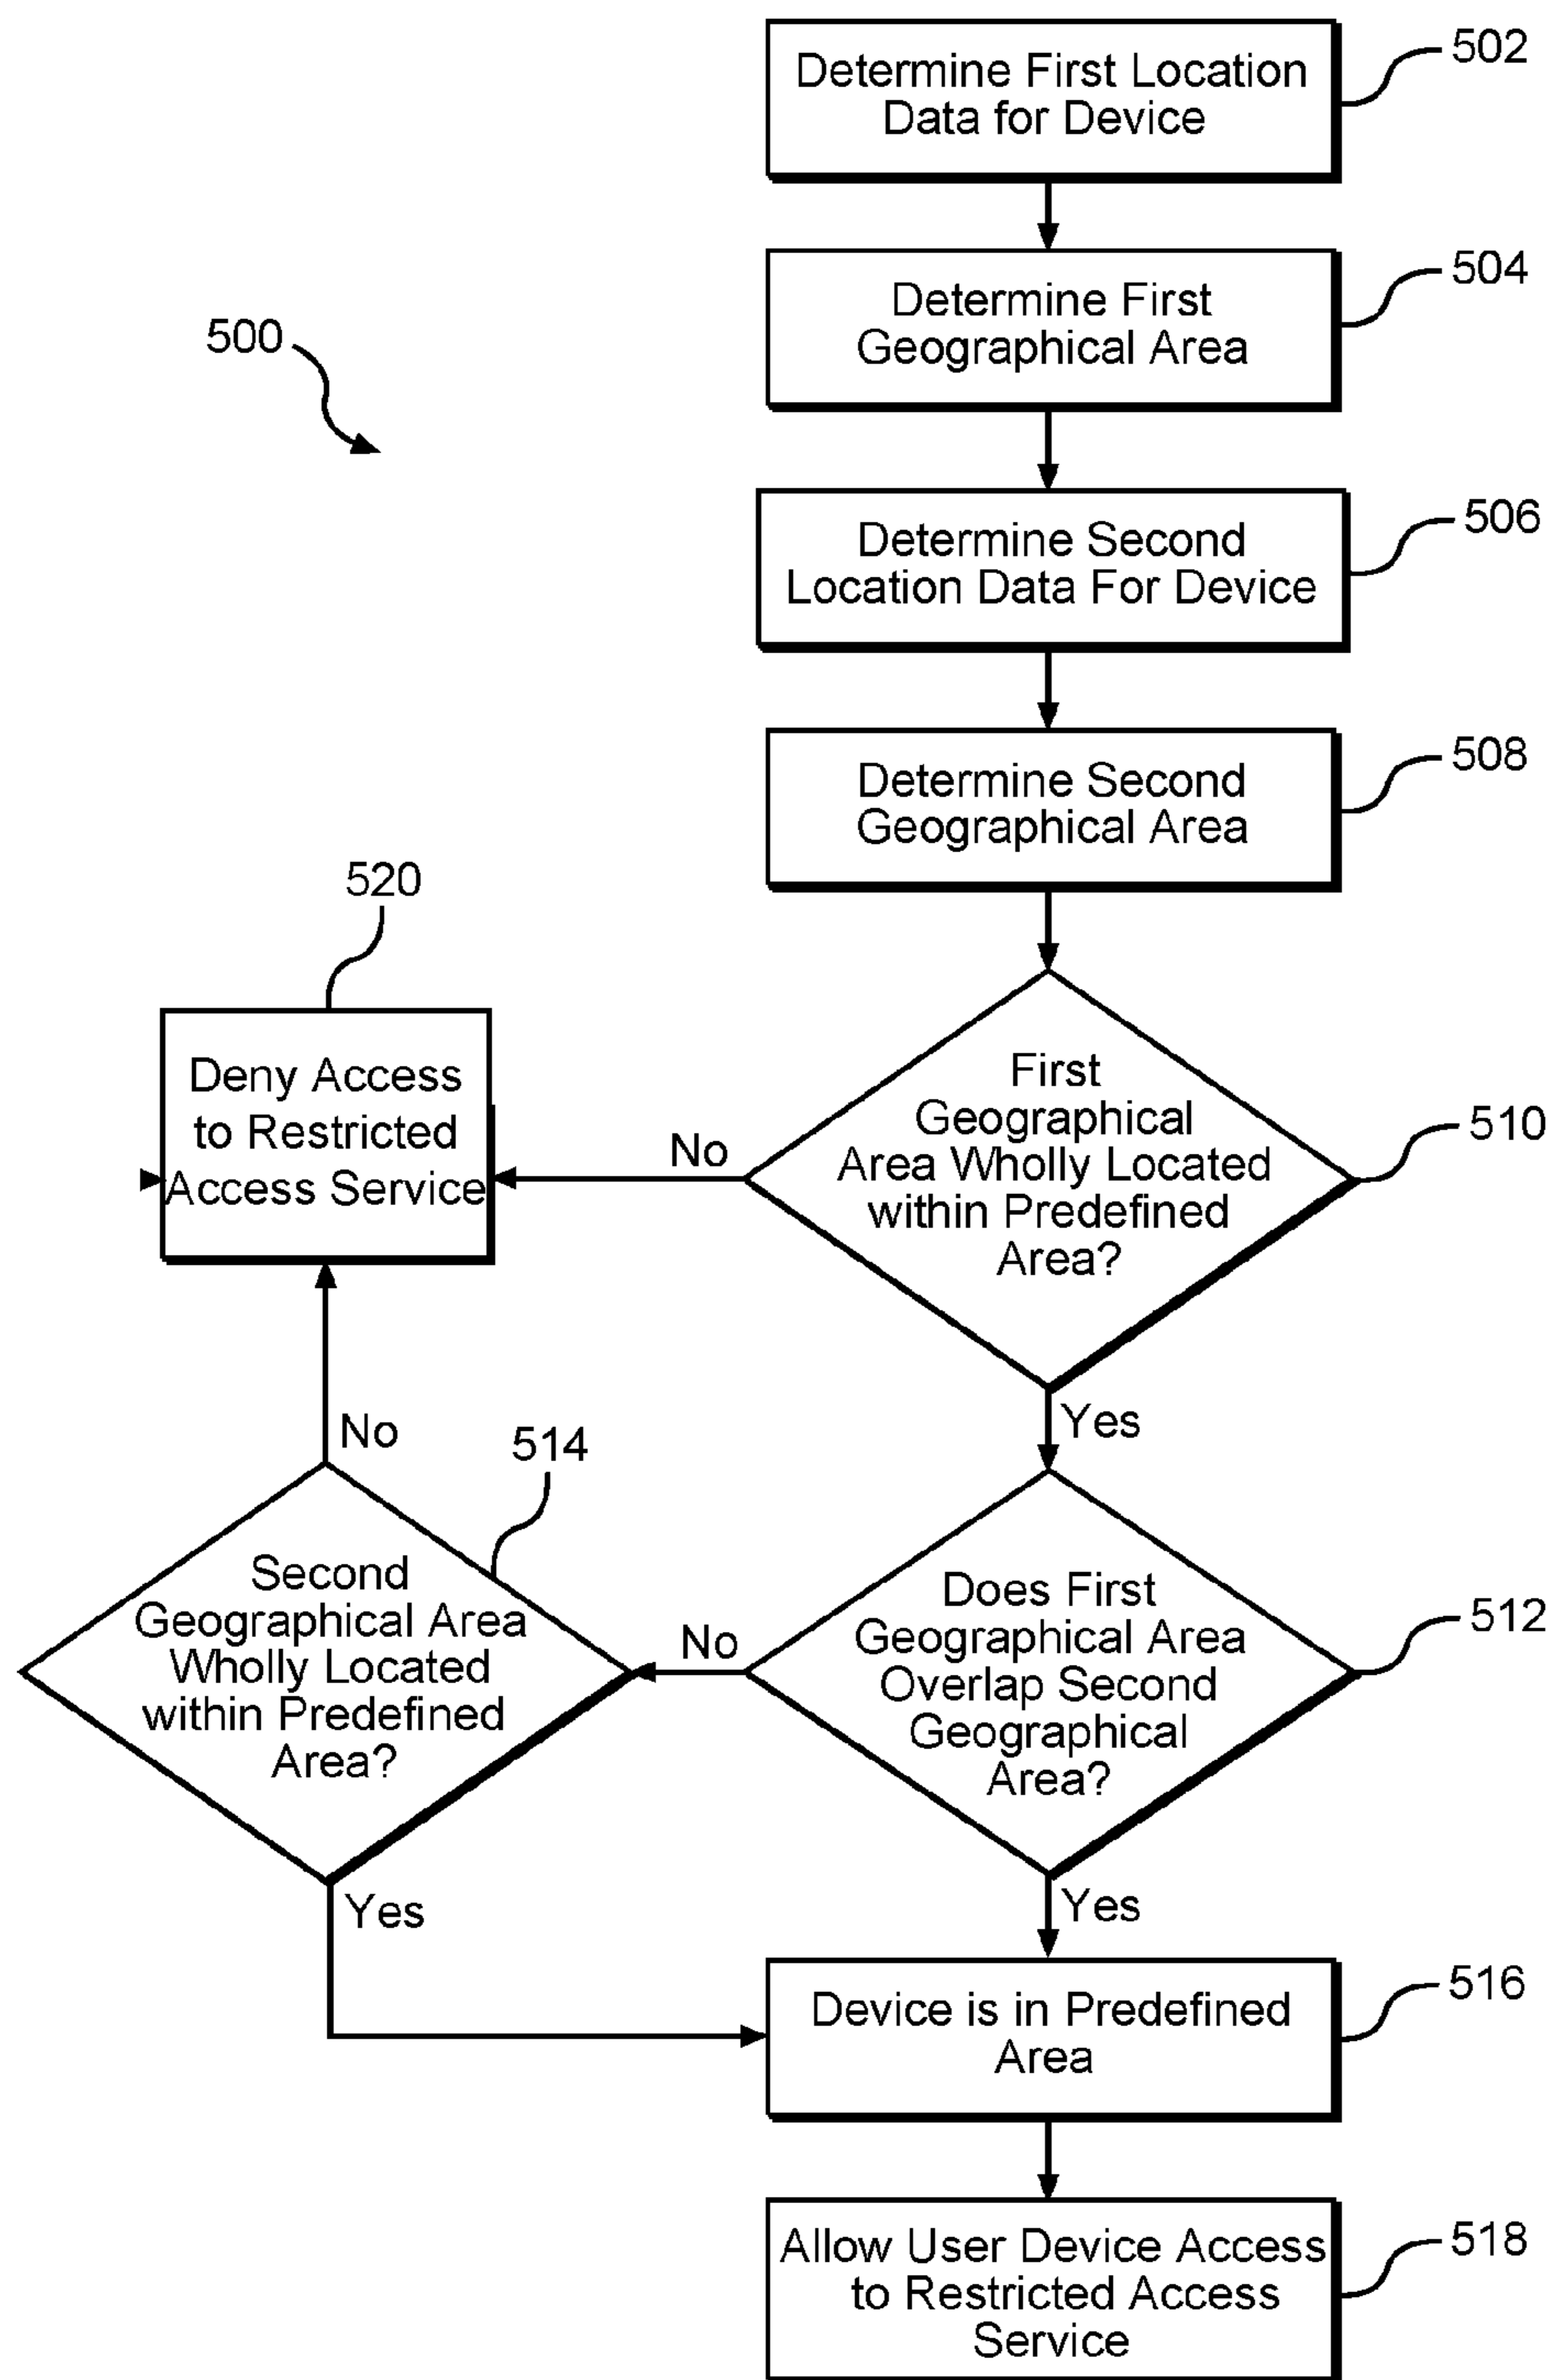 Determine First Location
Data for Device
502
Determine First
Geographical Area
504
500
Determine Second
Location Data For Device
506
Determine Second
Geographical Area
508
520
Deny Access
to Restricted
Access Service
No
First
Geographical
Area Wholly Located
within Predefined
Area?
510
Yes
No
514
Second
Geographical Area
Wholly Located
within Predefined
Area?
No
Does First
Geographical Area
Overlap Second
Geographical
Area?
512
Yes
Yes
Device is in Predefined
Area
516
Allow User Device Access
to Restricted Access
Service
518